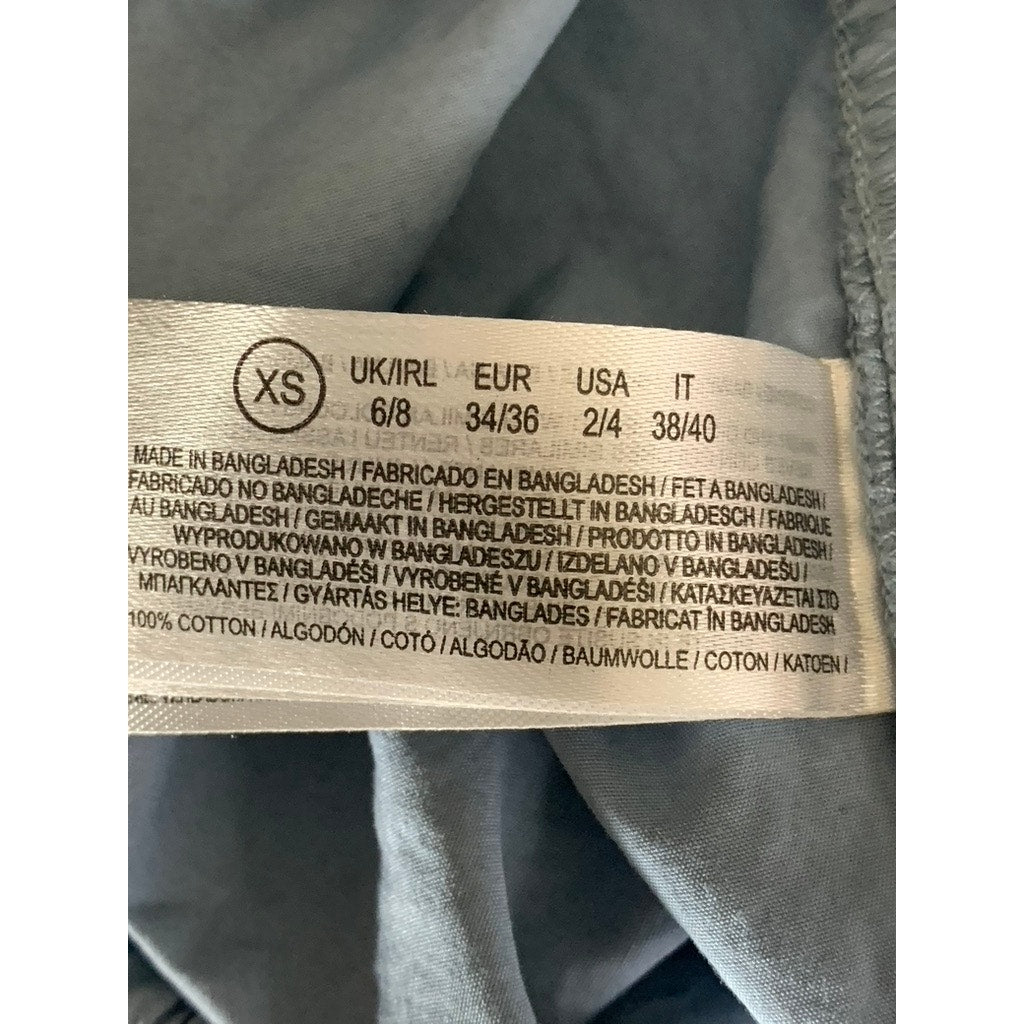 XS UK/IRL EUR USA IT
6/8 34/36 2/4 38/40
MADE IN BANGLADESH / FABRICADO EN BANGLADESH / FET A BANGLADESH /
FABRICADO NO BANGLADECHE / HERGESTELLT IN BANGLADESCH / FABRIQUE
AU BANGLADESH / GEMAAKT IN BANGLADESH / PRODOTTO IN BANGLADESH /
WYPRODUKOWANO W BANGLADESZU / IZDELANO V BANGLADEŠU /
VYROBENO V BANGLADÉŠI / VYROBENÉ V BANGLADÉŠI / ΚΑΤΑΣΚΕΥΑΖΕΤΑΙ ΣΤΟ
ΜΠΑΓΚΛΑΝΤΕΣ / GYÁRTÁS HELYE: BANGLADES / FABRICAT ÎN BANGLADESH
100% COTTON / ALGODÓN / COTÓ / ALGODÃO / BAUMWOLLE / COTON / KATOEN /